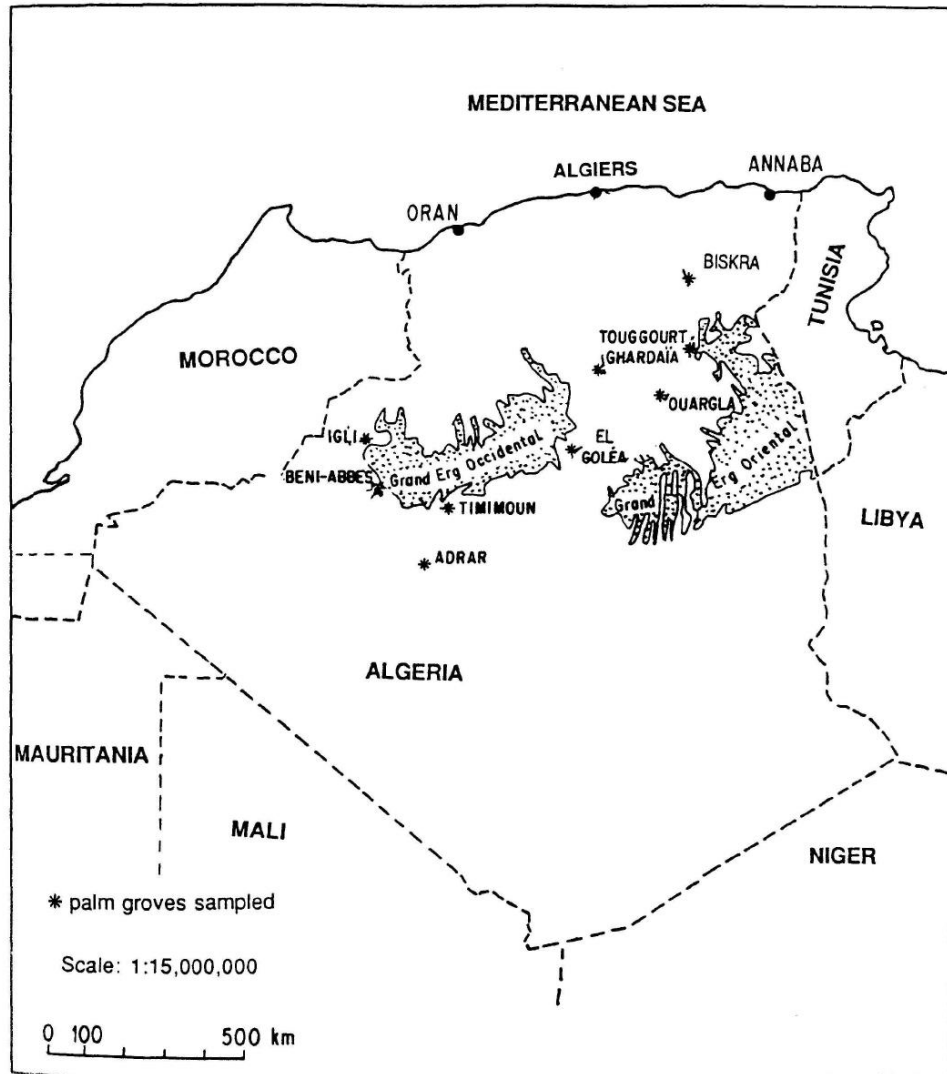 MEDITERRANEAN SEA
ALGIERS
ANNABA
ORAN
BISKRA
TUNISIA
MOROCCO
TOUGGOURT
GHARDAÏA
OUARGLA
IGLI
EL
GOLÉA
Grand Erg Occidental
Grand Erg Oriental
BENI-ABBES
TIMIMOUN
LIBYA
ADRAR
ALGERIA
MAURITANIA
MALI
NIGER
* palm groves sampled
Scale: 1:15,000,000
0 100 500 km